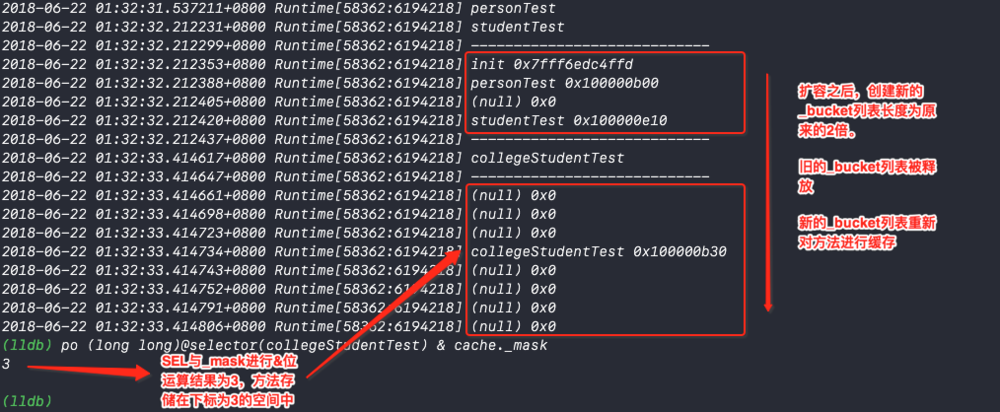 2018-06-22 01:32:31.537211+0800 Runtime[58362:6194218] personTest
2018-06-22 01:32:32.212231+0800 Runtime[58362:6194218] studentTest
2018-06-22 01:32:32.212299+0800 Runtime[58362:6194218] -----------------------------
2018-06-22 01:32:32.212353+0800 Runtime[58362:6194218] init 0x7fff6edc4ffd
2018-06-22 01:32:32.212388+0800 Runtime[58362:6194218] personTest 0x100000b00
2018-06-22 01:32:32.212405+0800 Runtime[58362:6194218] (null) 0x0
2018-06-22 01:32:32.212420+0800 Runtime[58362:6194218] studentTest 0x100000e10
2018-06-22 01:32:32.212437+0800 Runtime[58362:6194218] -----------------------------
2018-06-22 01:32:33.414617+0800 Runtime[58362:6194218] collegeStudentTest
2018-06-22 01:32:33.414647+0800 Runtime[58362:6194218] -----------------------------
2018-06-22 01:32:33.414661+0800 Runtime[58362:6194218] (null) 0x0
2018-06-22 01:32:33.414698+0800 Runtime[58362:6194218] (null) 0x0
2018-06-22 01:32:33.414723+0800 Runtime[58362:6194218] (null) 0x0
2018-06-22 01:32:33.414734+0800 Runtime[58362:6194218] collegeStudentTest 0x100000b30
2018-06-22 01:32:33.414743+0800 Runtime[58362:6194218] (null) 0x0
2018-06-22 01:32:33.414752+0800 Runtime[58362:6194218] (null) 0x0
2018-06-22 01:32:33.414791+0800 Runtime[58362:6194218] (null) 0x0
2018-06-22 01:32:33.414806+0800 Runtime[58362:6194218] (null) 0x0
(lldb) po (long long)@selector(collegeStudentTest) & cache._mask
3
(lldb)
SEL与_mask进行&位
运算结果为3，方法存
储在下标为3的空间中
扩容之后，创建新的
_bucket列表长度为原
来的2倍。
旧的_bucket列表被释
放
新的_bucket列表重新
对方法进行缓存